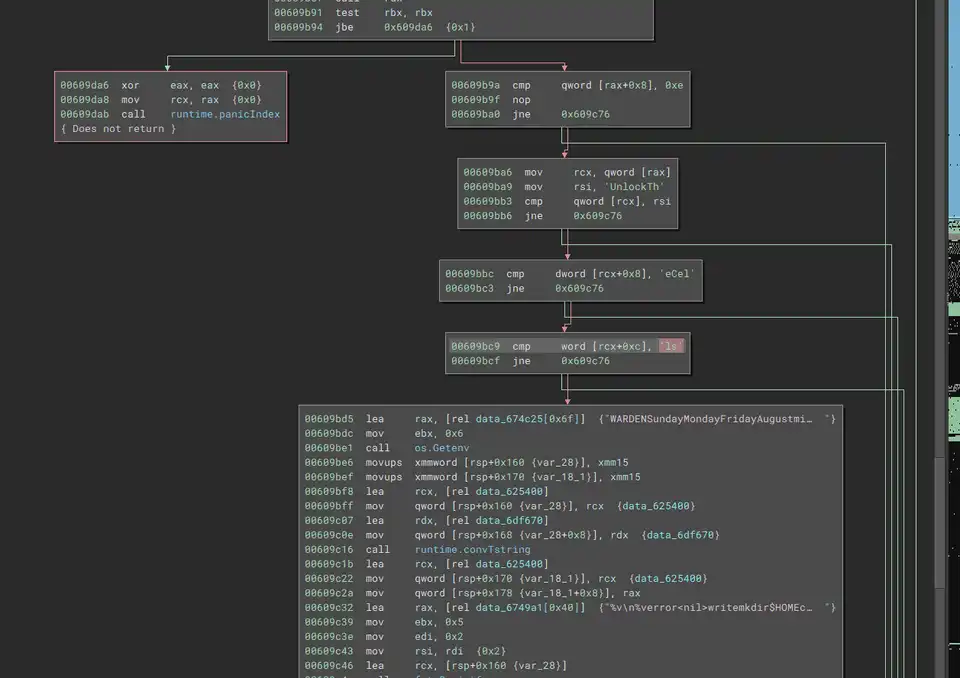 00609b91 test rbx, rbx
00609b94 jbe 0x609da6 {0x1}
00609da6 xor eax, eax {0x0}
00609da8 mov rcx, rax {0x0}
00609dab call runtime.panicIndex
{ Does not return }
00609b9a cmp qword [rax+0x8], 0xe
00609b9f nop
00609ba0 jne 0x609c76
00609ba6 mov rcx, qword [rax]
00609ba9 mov rsi, 'UnlockTh'
00609bb3 cmp qword [rcx], rsi
00609bb6 jne 0x609c76
00609bbc cmp dword [rcx+0x8], 'eCel'
00609bc3 jne 0x609c76
00609bc9 cmp word [rcx+0xc], 'ls'
00609bcf jne 0x609c76
00609bd5 lea rax, [rel data_674c25[0x6f]] {"WARDENSundayMondayFridayAugustmi… "}
00609bdc mov ebx, 0x6
00609be1 call os.Getenv
00609be6 movups xmmword [rsp+0x160 {var_28}], xmm15
00609bef movups xmmword [rsp+0x170 {var_18_1}], xmm15
00609bf8 lea rcx, [rel data_625400]
00609bff mov qword [rsp+0x160 {var_28}], rcx {data_625400}
00609c07 lea rdx, [rel data_6df670]
00609c0e mov qword [rsp+0x168 {var_28+0x8}], rdx {data_6df670}
00609c16 call runtime.convTstring
00609c1b lea rcx, [rel data_625400]
00609c22 mov qword [rsp+0x170 {var_18_1}], rcx {data_625400}
00609c2a mov qword [rsp+0x178 {var_18_1+0x8}], rax
00609c32 lea rax, [rel data_6749a1[0x40]] {"%v\n%verror<nil>writemkdir$HOMEc… "}
00609c39 mov ebx, 0x5
00609c3e mov edi, 0x2
00609c43 mov rsi, rdi {0x2}
00609c46 lea rcx, [rsp+0x160 {var_28}]